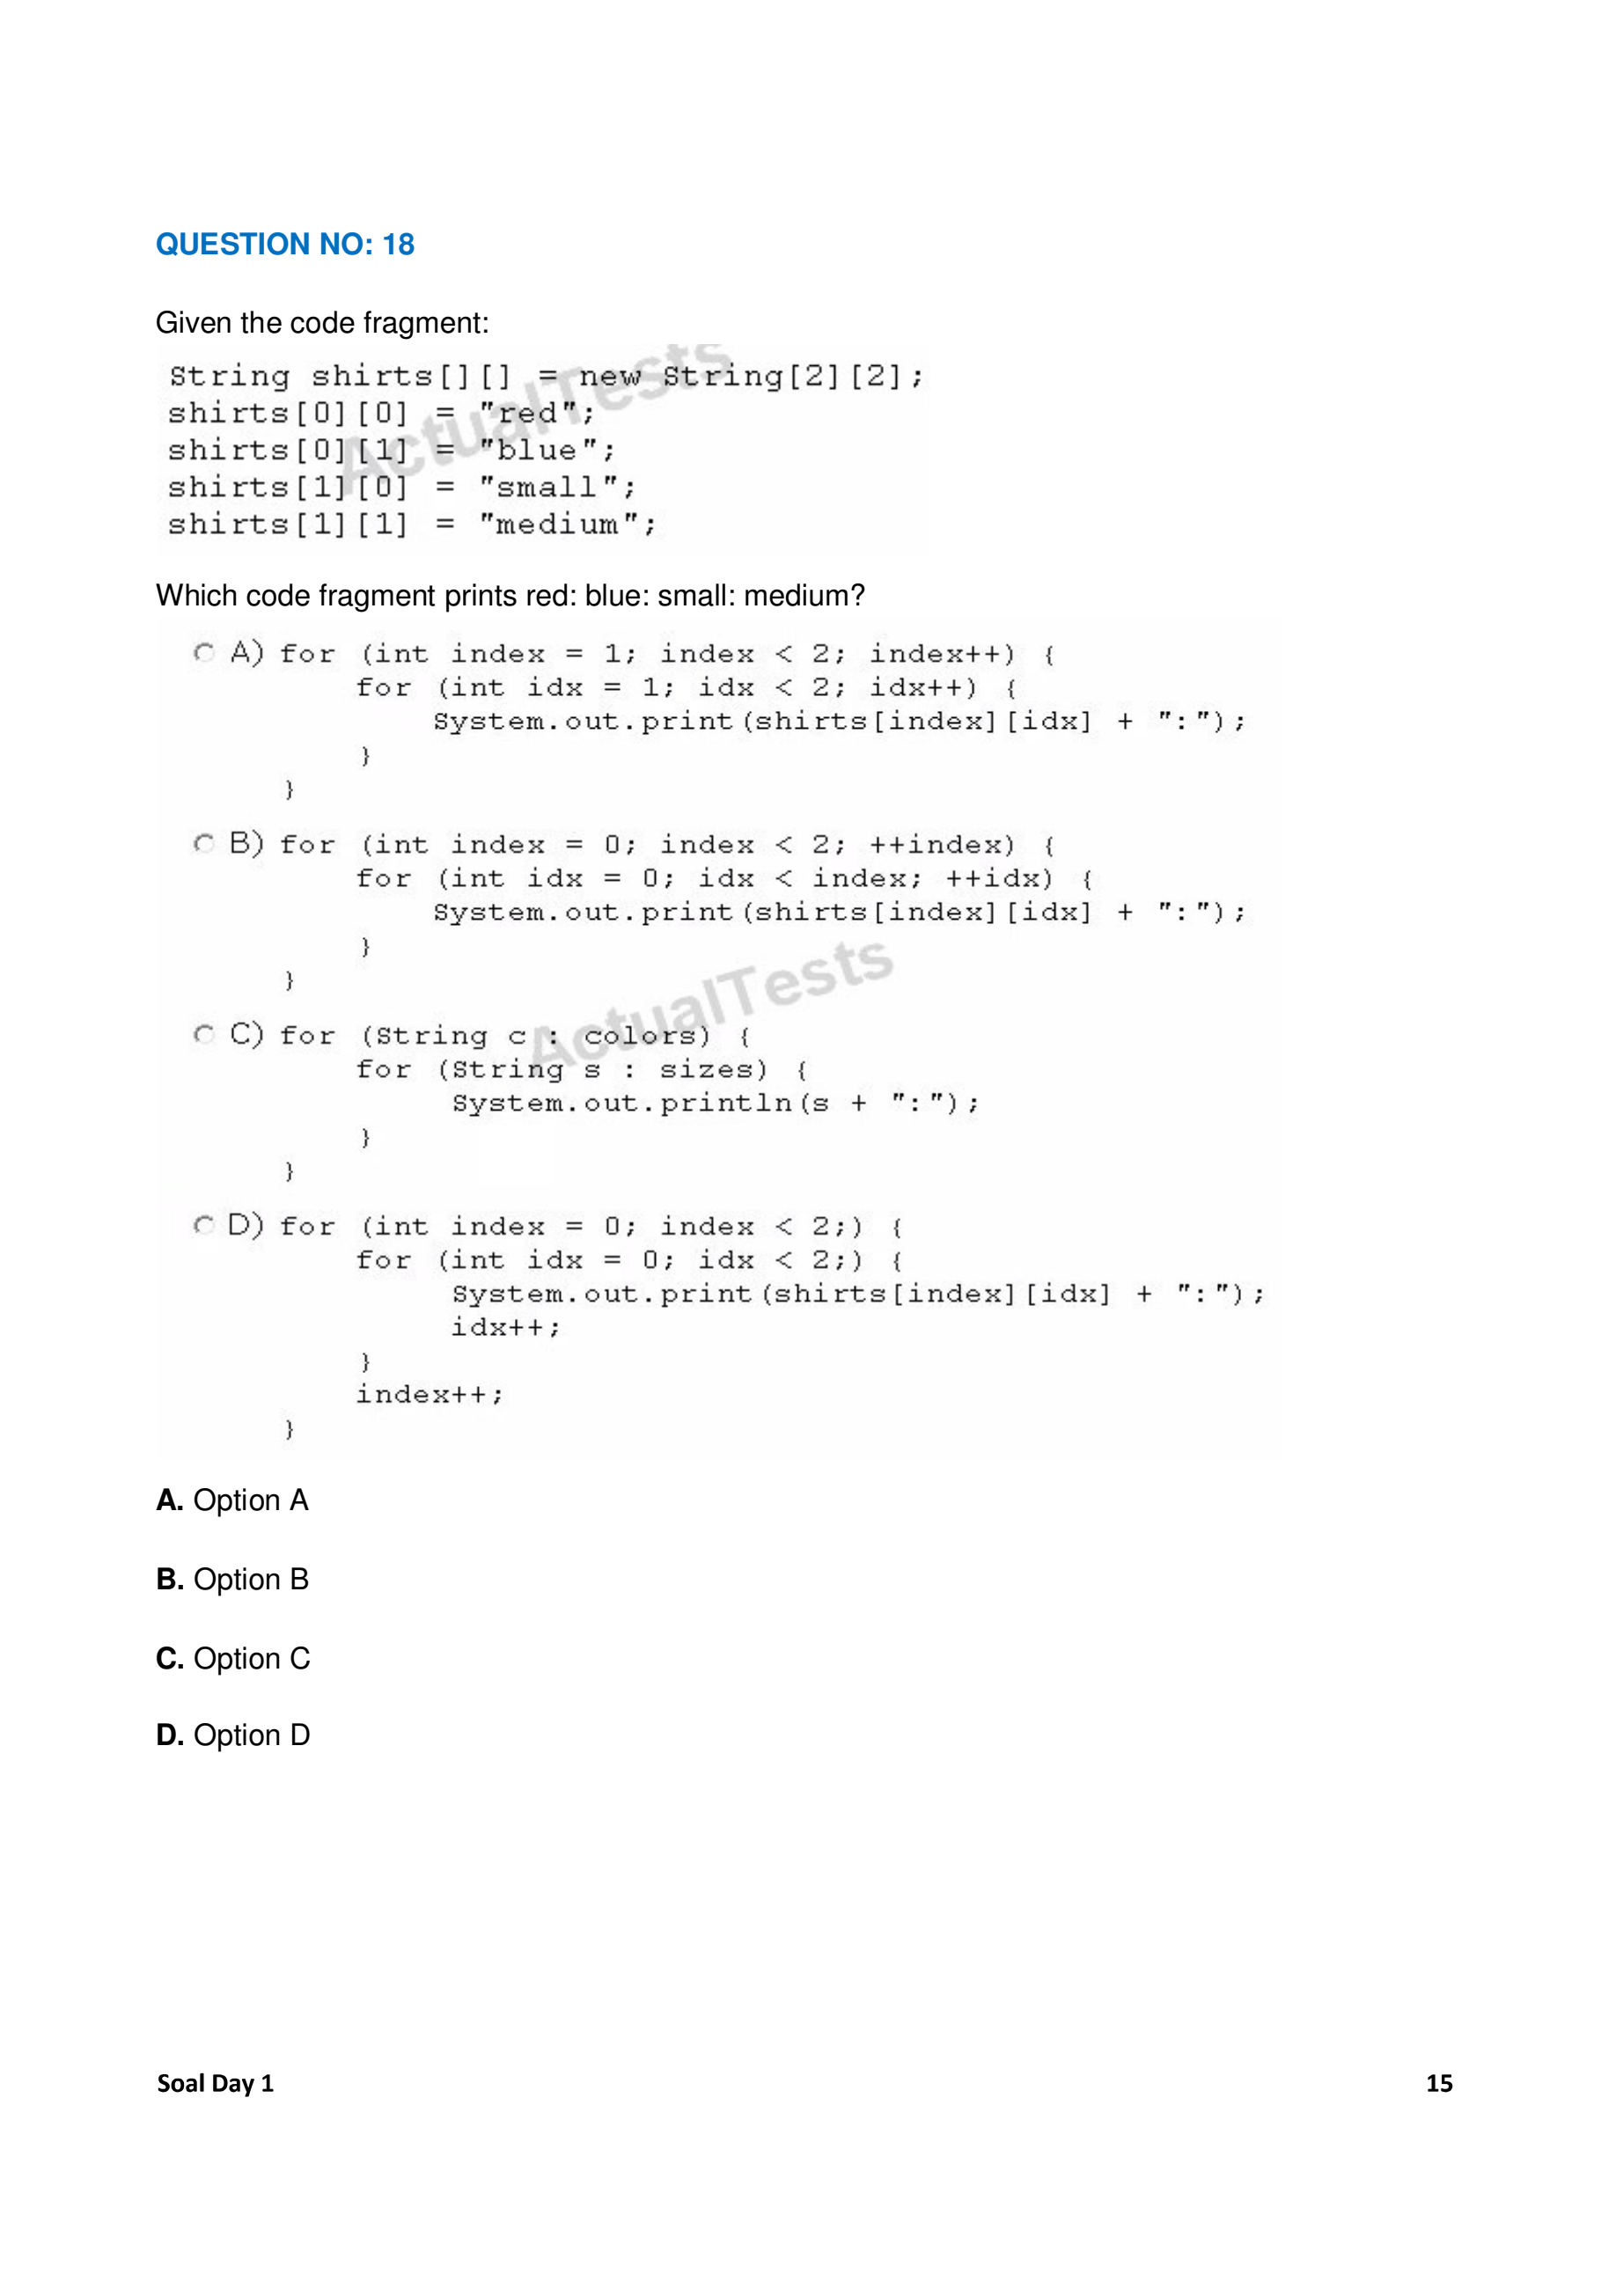 QUESTION NO: 18
Given the code fragment:
String shirts[][] = new String[2][2];
shirts[0][0] = "red";
shirts[0][1] = "blue";
shirts[1][0] = "small";
shirts[1][1] = "medium";
ActualTests
Which code fragment prints red: blue: small: medium?
A) for (int index = 1; index < 2; index++) {
for (int idx = 1; idx < 2; idx++) {
System.out.print(shirts[index][idx] + ":");
}
}
B) for (int index = 0; index < 2; ++index) {
for (int idx = 0; idx < index; ++idx) {
System.out.print(shirts[index][idx] + ":");
}
}
ActualTests
C) for (String c : colors) {
for (String s : sizes) {
System.out.println(s + ":");
}
}
D) for (int index = 0; index < 2;) {
for (int idx = 0; idx < 2;) {
System.out.print(shirts[index][idx] + ":");
idx++;
}
index++;
}
A. Option A
B. Option B
C. Option C
D. Option D
Soal Day 1 15